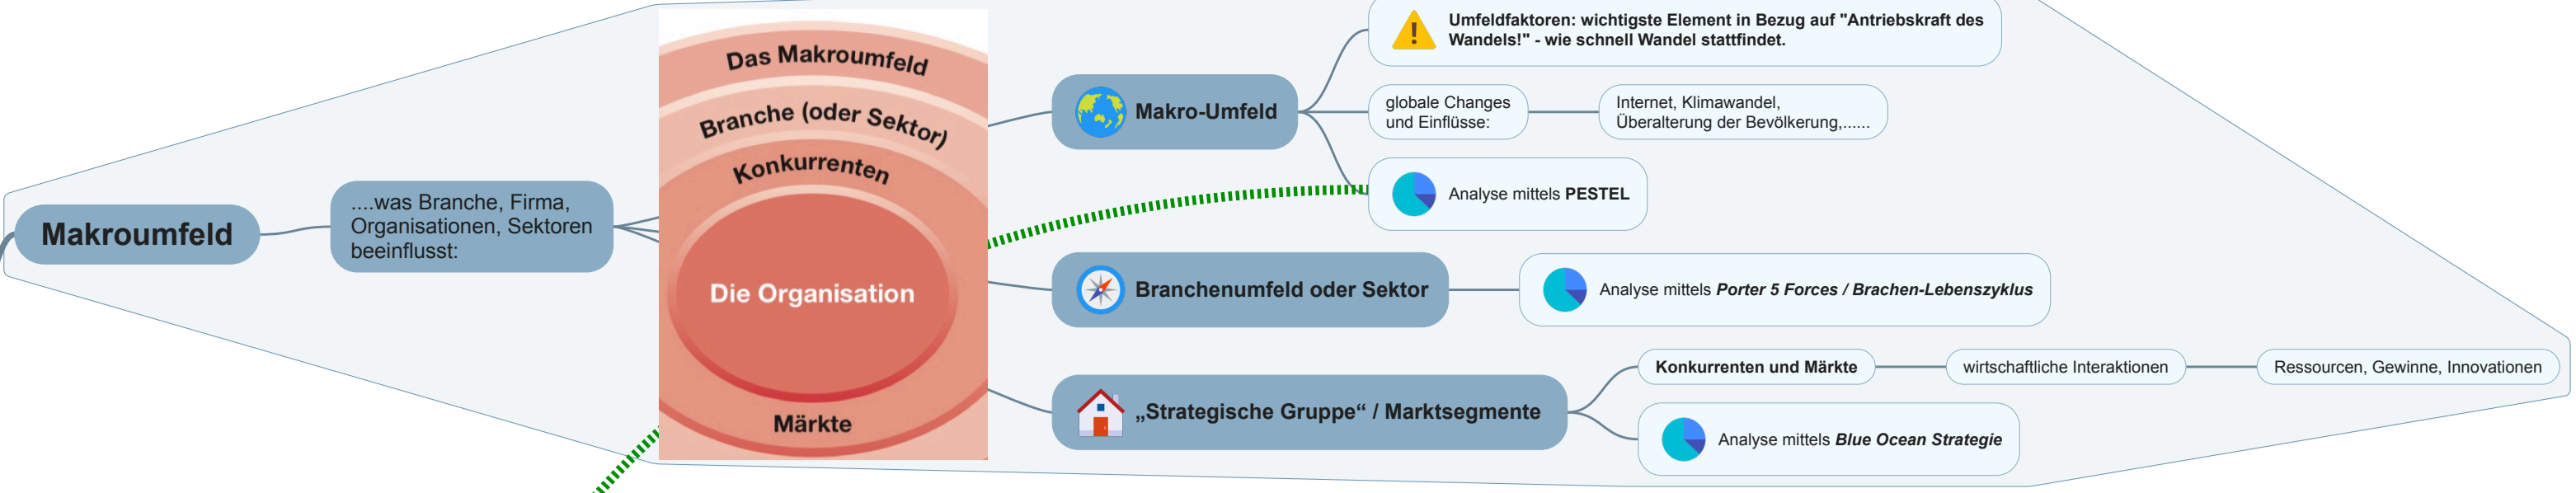 Makroumfeld
....was Branche, Firma,
Organisationen, Sektoren
beeinflusst:
Das Makroumfeld
Branche (oder Sektor)
Konkurrenten
Die Organisation
Märkte
Makro-Umfeld
Umfeldfaktoren: wichtigste Element in Bezug auf "Antriebskraft des
Wandels!" - wie schnell Wandel stattfindet.
globale Changes
und Einflüsse:
Internet, Klimawandel,
Überalterung der Bevölkerung,......
Analyse mittels PESTEL
Branchenumfeld oder Sektor
Analyse mittels Porter 5 Forces / Brachen-Lebenszyklus
„Strategische Gruppe“ / Marktsegmente
Konkurrenten und Märkte
wirtschaftliche Interaktionen
Ressourcen, Gewinne, Innovationen
Analyse mittels Blue Ocean Strategie